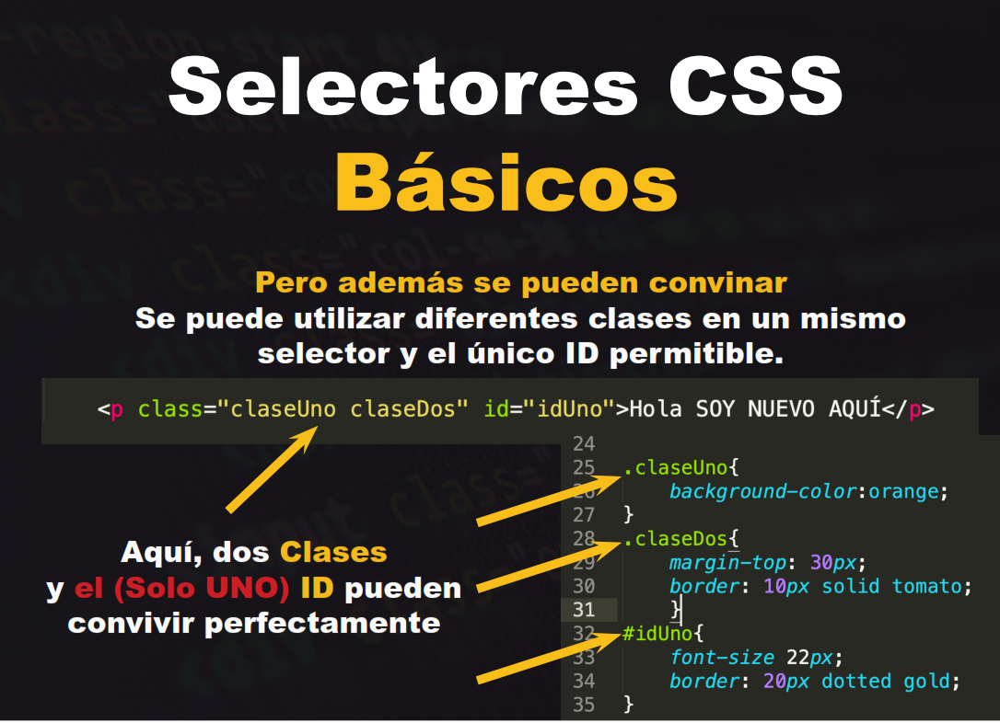 Selectores CSS
Básicos
Pero además se pueden convinar
Se puede utilizar diferentes clases en un mismo
selector y el único ID permitible.
<p class="claseUno claseDos" id="idUno">Hola SOY NUEVO AQUÍ</p>
Aquí, dos Clases
y el (Solo UNO) ID pueden
convivir perfectamente
24
25 .claseUno{
26 background-color:orange;
27 }
28 .claseDos{
29 margin-top: 30px;
30 border: 10px solid tomato;
31 }
32 #idUno{
33 font-size 22px;
34 border: 20px dotted gold;
35 }